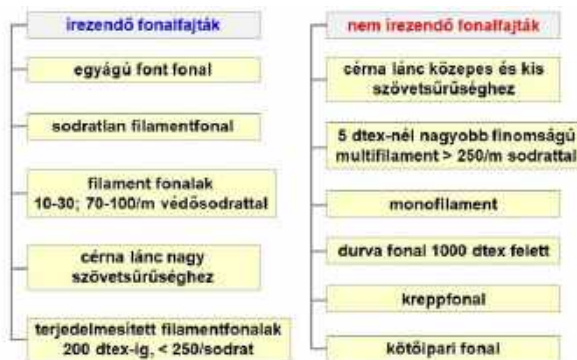 írezendő fonalfajták
egyágú font fonal
sodratlan filamentfonal
filament fonalak
10-30; 70-100/m védősodrattal
cérna lánc nagy
szövetsűrűséghez
terjedelmesített filamentfonalak
200 dtex-ig, < 250/sodrat
nem írezendő fonalfajták
cérna lánc közepes és kis
szövetsűrűséghez
5 dtex-nél nagyobb finomságú
multifilament > 250/m sodrattal
monofilament
durva fonal 1000 dtex felett
kreppfonal
kötőipari fonal